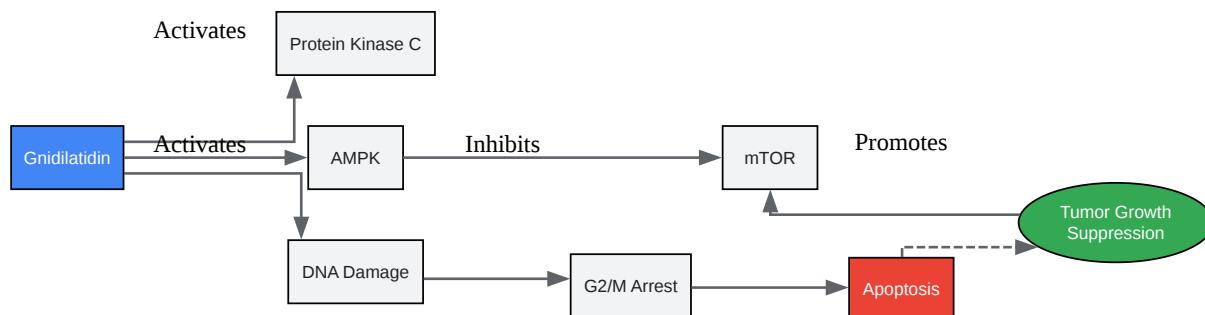 Activates
Protein Kinase C
Gnidilatidin
Activates
AMPK
Inhibits
mTOR
Promotes
Tumor Growth
Suppression
DNA Damage
G2/M Arrest
Apoptosis